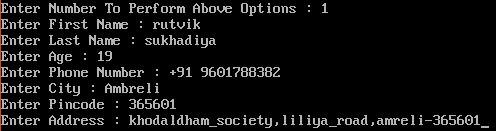 Enter Number To Perform Above Options : 1
Enter First Name : rutvik
Enter Last Name : sukhadiya
Enter Age : 19
Enter Phone Number : +91 9601788382
Enter City : Ambreli
Enter Pincode : 365601
Enter Address : khodaldham_society,liliya_road,amreli-365601_